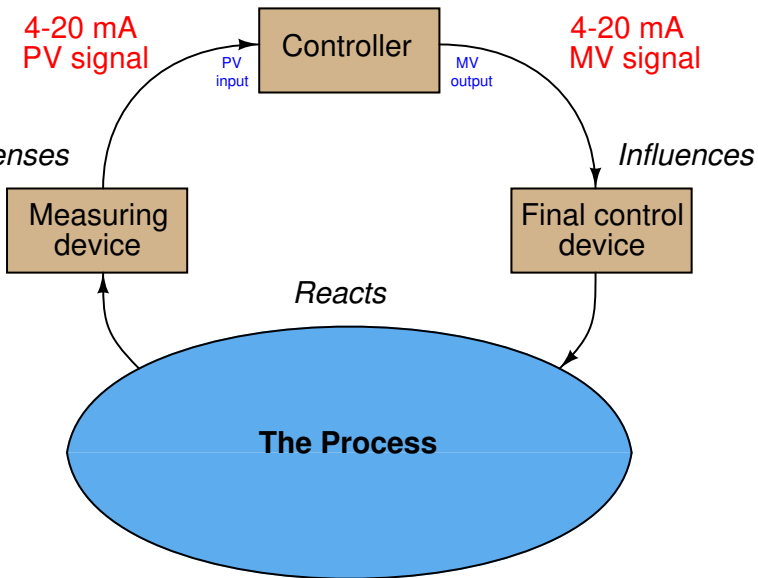 4-20 mA
PV signal
Controller
4-20 mA
MV signal
PV
input
MV
output
enses
Influences
Measuring
device
Final control
device
Reacts
The Process